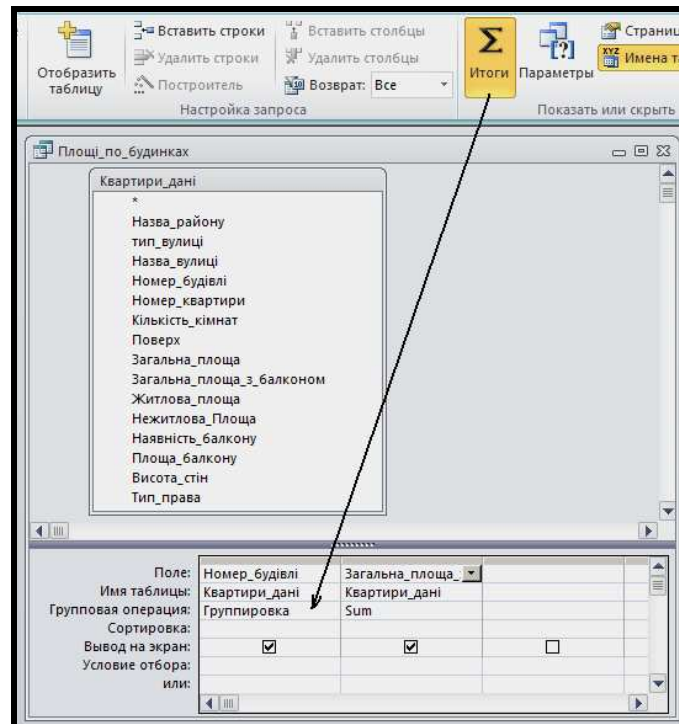 Отобразить таблицу
Вставить строки
Удалить строки
Построитель
Вставить столбцы
Удалить столбцы
Возврат: Все
Настройка запроса
Σ
Итоги
Параметры
Страниц
Имена та
Показать или скрыть
Площі_по_будинках
Квартири_дані
*
Назва_району
тип_вулиці
Назва_вулиці
Номер_будівлі
Номер_квартири
Кількість_кімнат
Поверх
Загальна_площа
Загальна_площа_з_балконом
Житлова_площа
Нежитлова_Площа
Наявність_балкону
Площа_балкону
Висота_стін
Тип_права
Поле: Номер_будівлі Загальна_площа_
Имя таблицы: Квартири_дані Квартири_дані
Групповая операция: Группировка Sum
Сортировка:
Вывод на экран:
Условие отбора:
или: